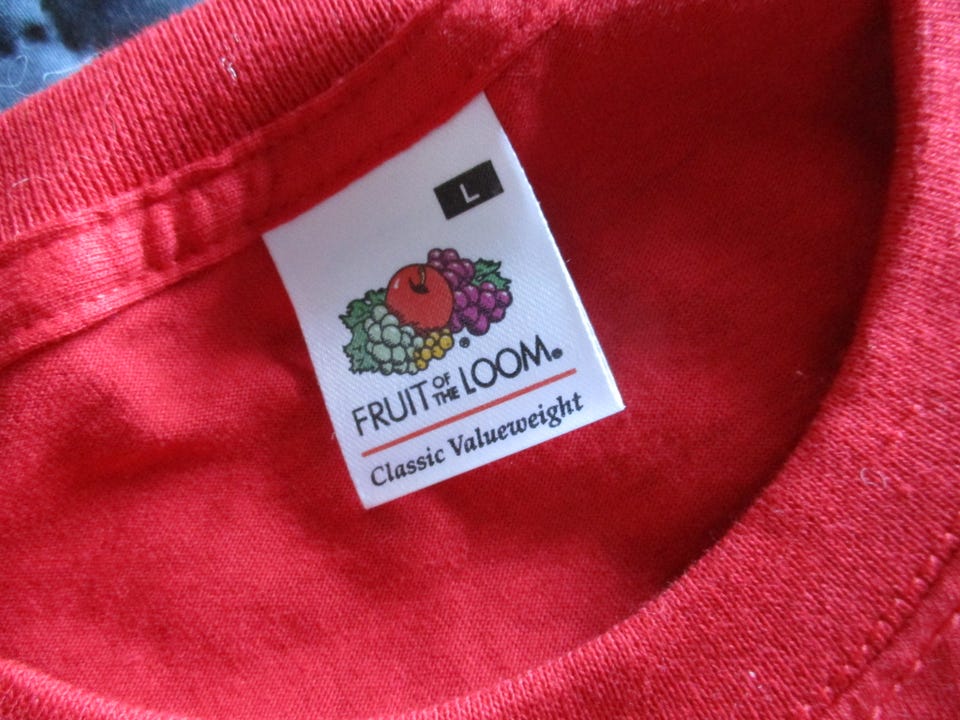 L
®
FRUIT OF THE LOOM®
Classic Valueweight